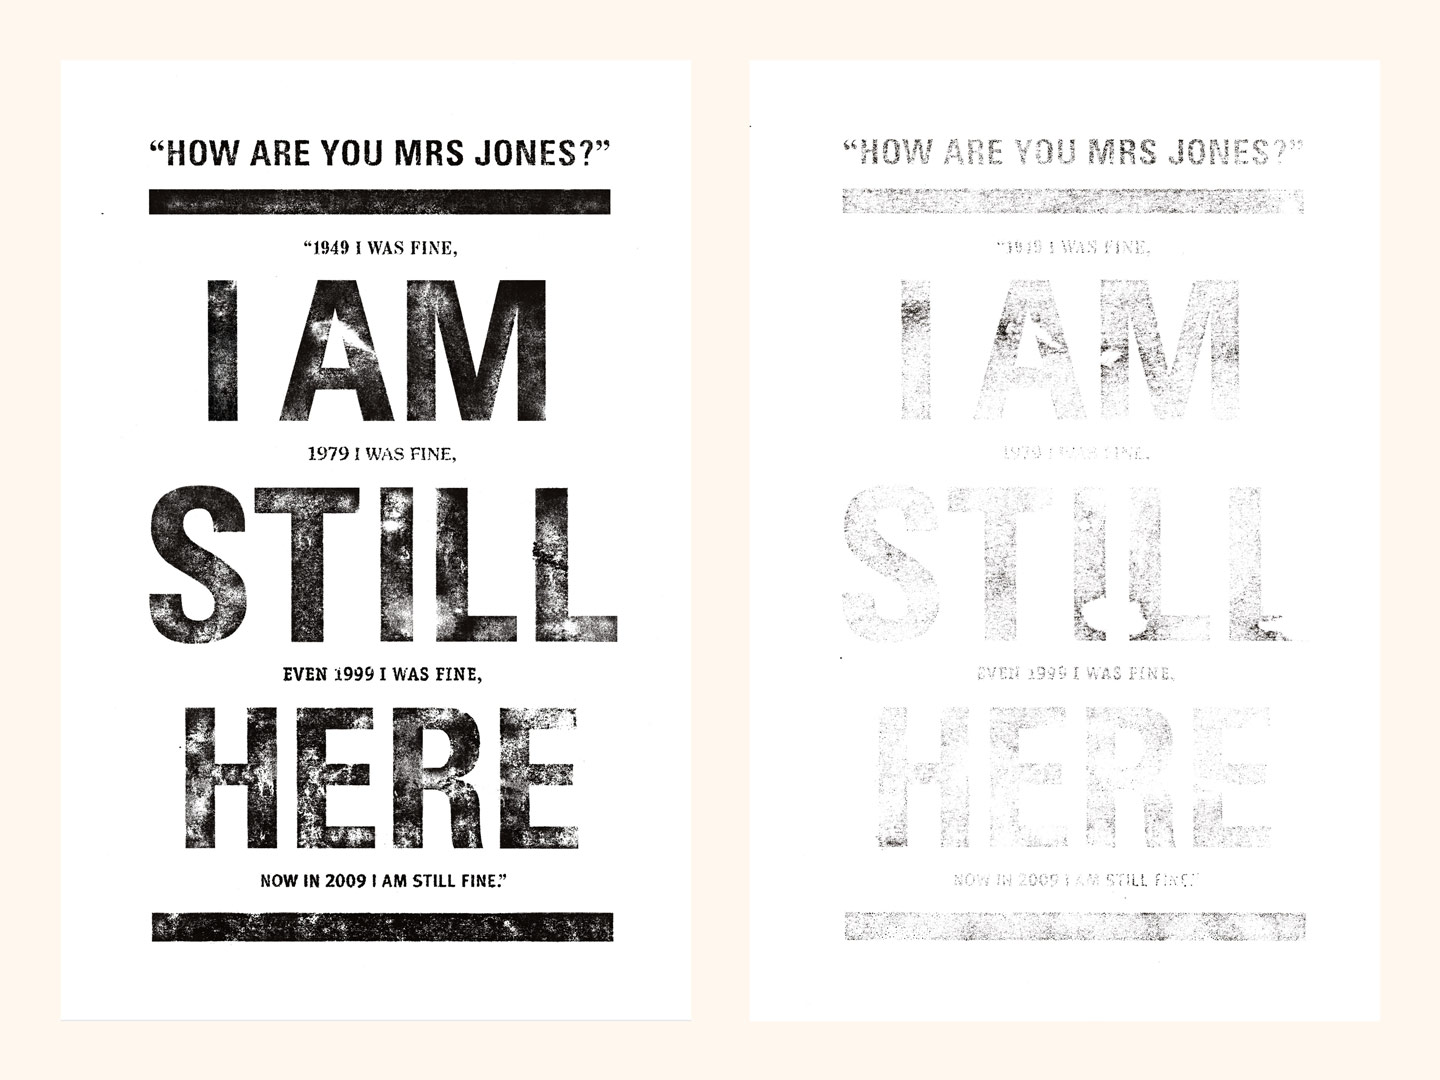 “HOW ARE YOU MRS JONES?”
“1949 I WAS FINE,
I AM
1979 I WAS FINE,
STILL
EVEN 1999 I WAS FINE,
HERE
NOW IN 2009 I AM STILL FINE.”
“HOW ARE YOU MRS JONES?”
“1949 I WAS FINE,
I AM
1979 I WAS FINE,
STILL
EVEN 1999 I WAS FINE,
HERE
NOW IN 2009 I AM STILL FINE.”